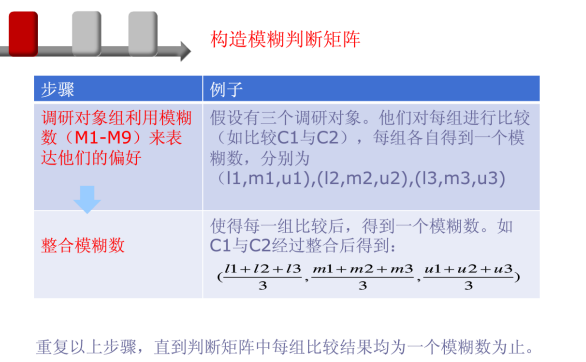 构造模糊判断矩阵
步骤
例子
调研对象组利用模糊
数（M1-M9）来表
达他们的偏好
假设有三个调研对象。他们对每组进行比较
（如比较C1与C2），每组各自得到一个模
糊数，分别为
（l1,m1,u1),(l2,m2,u2),(l3,m3,u3)
整合模糊数
使得每一组比较后，得到一个模糊数。如
C1与C2经过整合后得到：
(l1+l2+l3/3, m1+m2+m3/3, u1+u2+u3/3)
重复以上步骤，直到判断矩阵中每组比较结果均为一个模糊数为止。